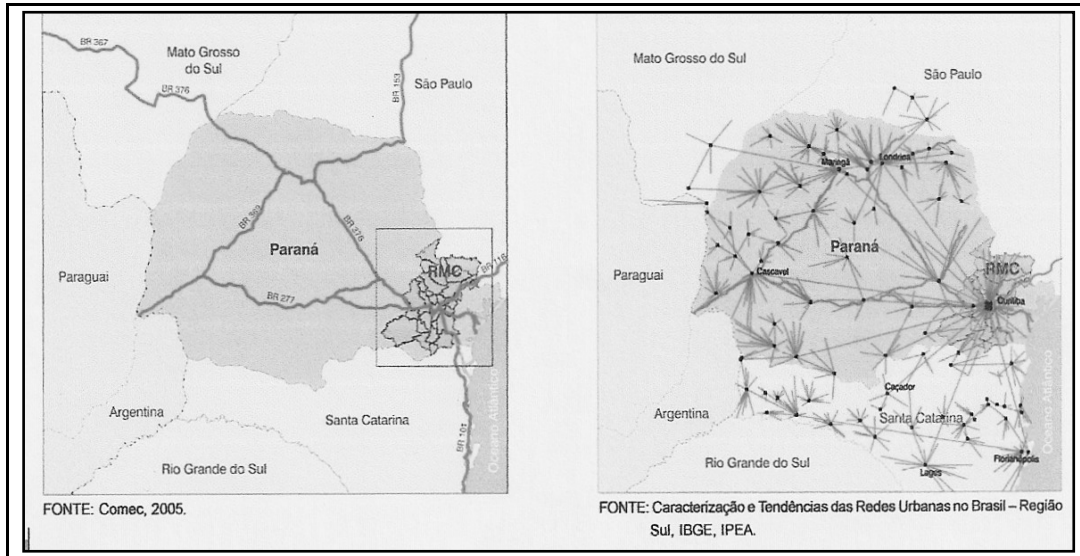 Mato Grosso
do Sul
BR 367
BR 376
BR 153
São Paulo
BR 369
BR 376
Paraná
Paraguai
RMC
BR 116
BR 277
Argentina
Santa Catarina
BR 101
Oceano Atlântico
Rio Grande do Sul
FONTE: Comec, 2005.
Mato Grosso do Sul
São Paulo
Maringá
Londrina
Paraná
Paraguai
Cascavel
RMC
Curitiba
Caçador
Argentina
Santa Catarina
Oceano Atlântico
Rio Grande do Sul
Lages
Florianópolis
FONTE: Caracterização e Tendências das Redes Urbanas no Brasil – Região
Sul, IBGE, IPEA.